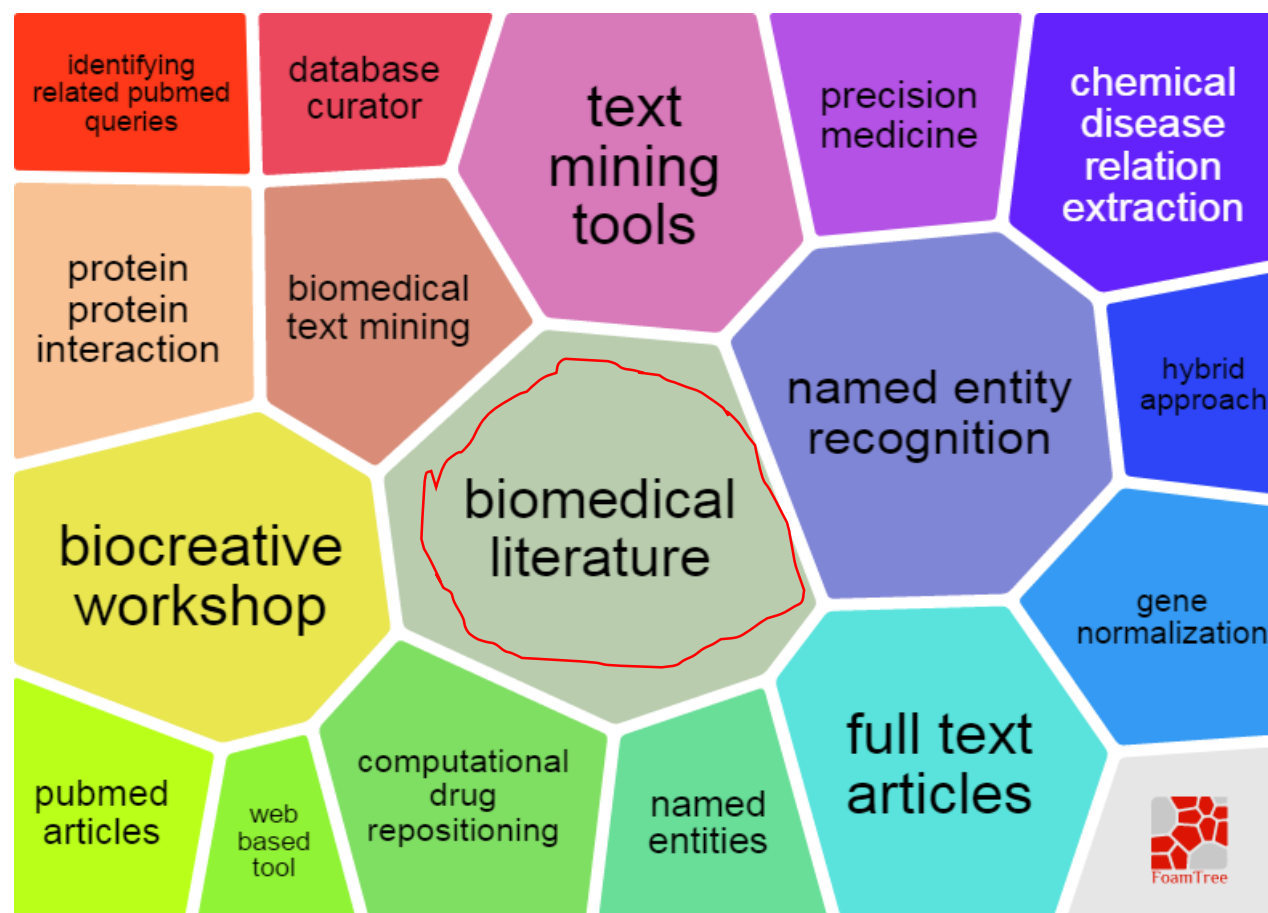 identifying
related pubmed
queries
database
curator
text
mining
tools
precision
medicine
chemical
disease
relation
extraction
protein
protein
interaction
biomedical
text mining
named entity
recognition
hybrid
approach
biocreative
workshop
biomedical
literature
gene
normalization
pubmed
articles
web
based
tool
computational
drug
repositioning
named
entities
full text
articles
FoamTree